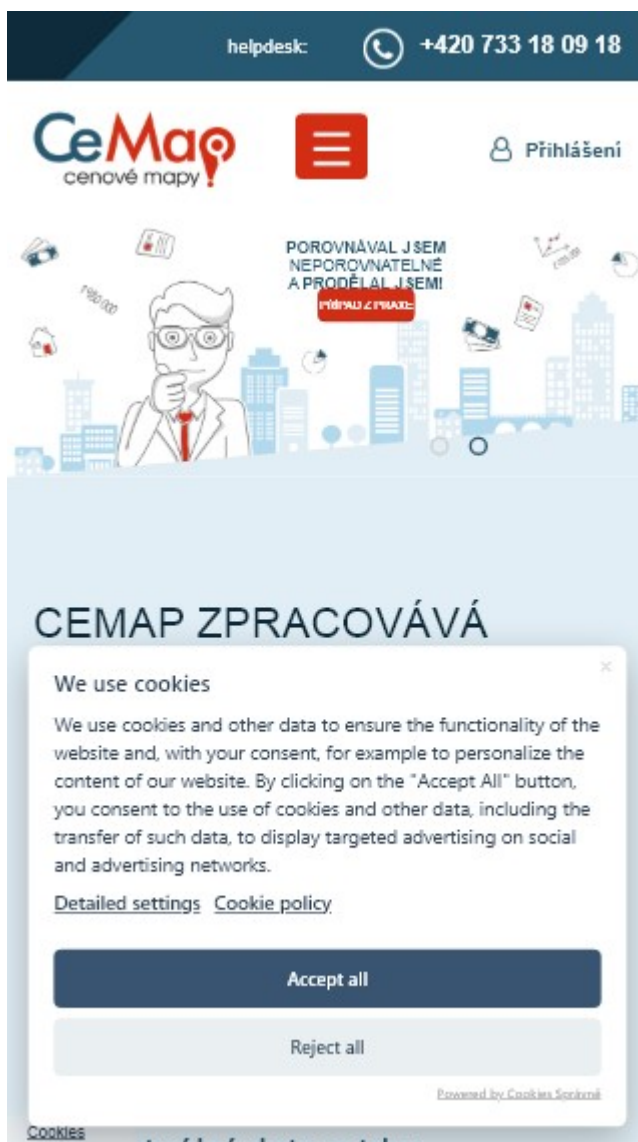 helpdesk: +420 733 18 09 18
CeMap
cenové mapy
Přihlášení
POROVNÁVAL JSEM
NEPOROVNATELNÉ
A PRODĚLAL JSEM!
PŘÍPAD Z PRAXE
CEMAP ZPRACOVÁVÁ
We use cookies
We use cookies and other data to ensure the functionality of the
website and, with your consent, for example to personalize the
content of our website. By clicking on the "Accept All" button,
you consent to the use of cookies and other data, including the
transfer of such data, to display targeted advertising on social
and advertising networks.
Detailed settings Cookie policy
Accept all
Reject all
Powered by Cookies Správně
Cookies